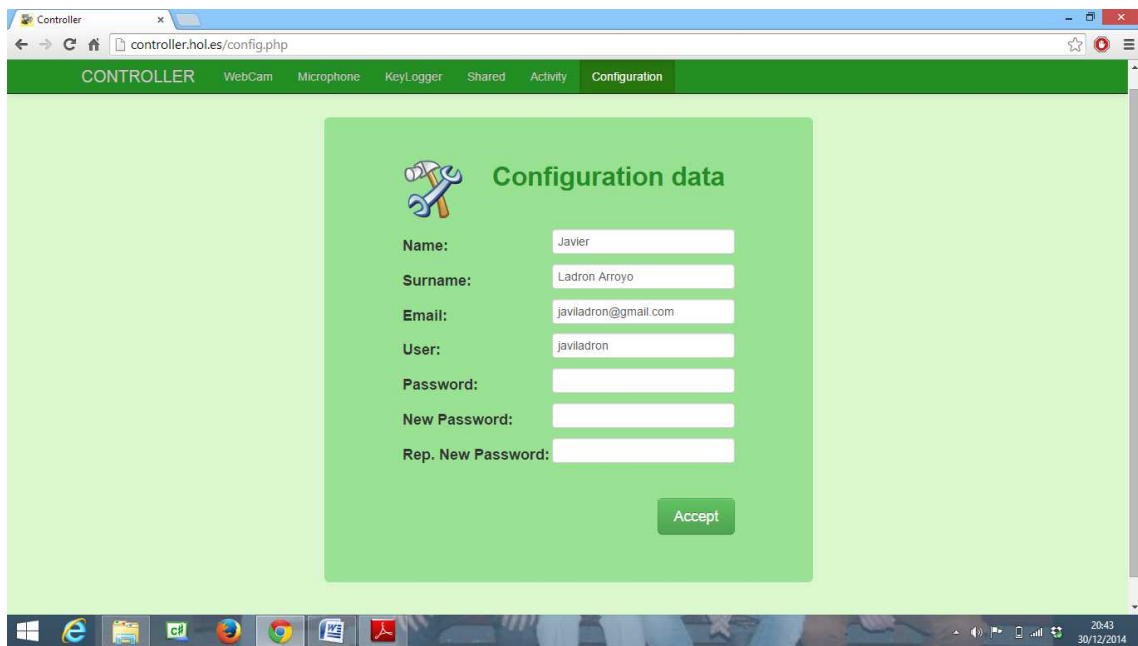 Controller
controller.hol.es/config.php
CONTROLLER WebCam Microphone KeyLogger Shared Activity Configuration
Configuration data
Name: Javier
Surname: Ladron Arroyo
Email: javiladron@gmail.com
User: javiladron
Password:
New Password:
Rep. New Password:
Accept
C#
W
20:43
30/12/2014